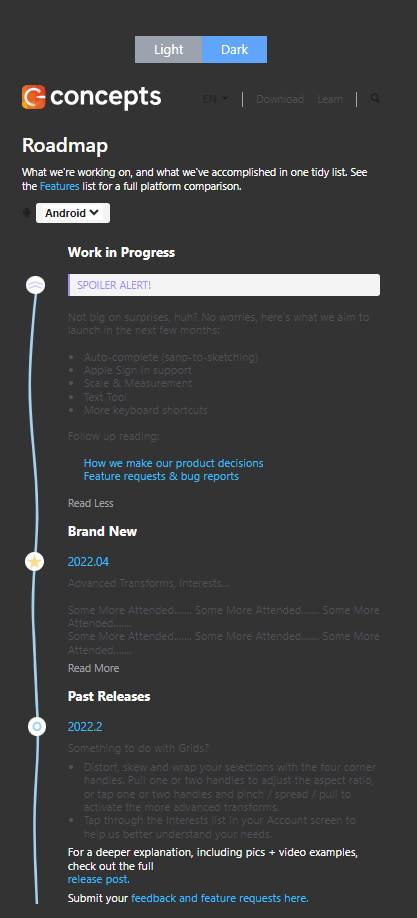 Light Dark
concepts EN Download Learn
Roadmap
What we're working on, and what we've accomplished in one tidy list. See
the Features list for a full platform comparison.
Android
Work in Progress
SPOILER ALERT!
Not big on surprises, huh? No worries, here's what we aim to
launch in the next few months:
• Auto-complete (sanp-to-sketching)
• Apple Sign in support
• Scale & Measurement
• Text Tool
• More keyboard shortcuts
Follow up reading:
How we make our product decisions
Feature requests & bug reports
Read Less
Brand New
2022.04
Advanced Transforms, Interests...
Some More Attended....... Some More Attended....... Some More
Attended.......
Some More Attended....... Some More Attended....... Some More
Attended.......
Read More
Past Releases
2022.2
Something to do with Grids?
• Distort, skew and wrap your selections with the four corner
handles. Pull one or two handles to adjust the aspect ratio,
or tap one or two handles and pinch / spread / pull to
activate the more advanced transforms.
• Tap through the Interests list in your Account screen to
help us better understand your needs.
For a deeper explanation, including pics + video examples,
check out the full
release post.
Submit your feedback and feature requests here.